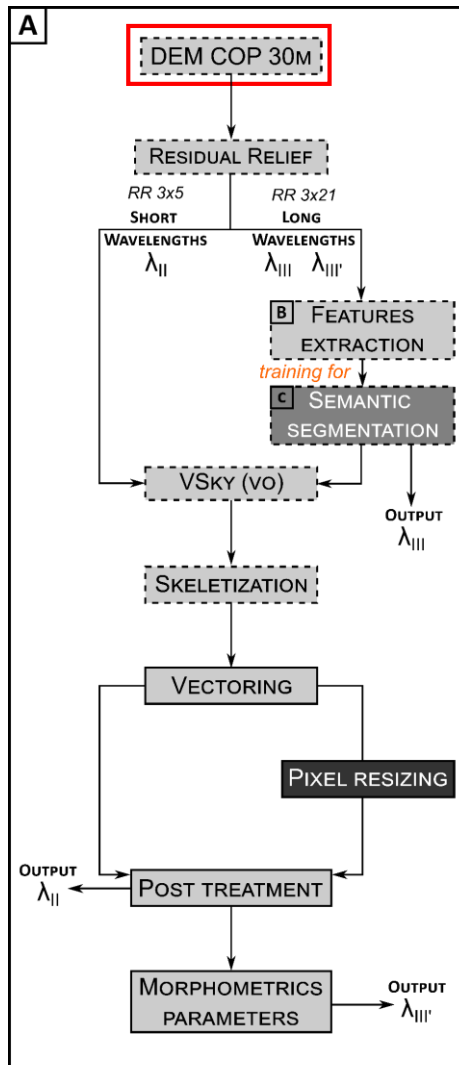 A
DEM COP 30M
RESIDUAL RELIEF
RR 3x5
SHORT
WAVELENGTHS
λII
RR 3x21
LONG
WAVELENGTHS
λIII λIII'
B FEATURES
EXTRACTION
training for
C SEMANTIC
SEGMENTATION
VSKY (VO)
OUTPUT
λIII
SKELETIZATION
VECTORING
PIXEL RESIZING
OUTPUT
λII
POST TREATMENT
MORPHOMETRICS
PARAMETERS
OUTPUT
λIII'